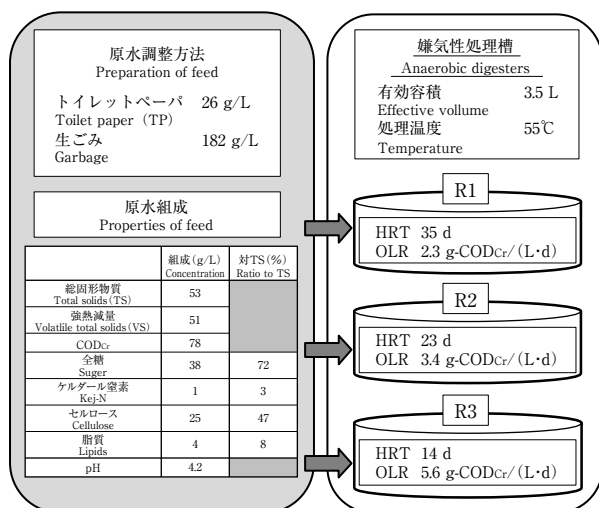 原水調整方法
Preparation of feed
トイレットペーパ 26 g/L
Toilet paper（TP）
生ごみ 182 g/L
Garbage
原水組成
Properties of feed
組成(g/L) 対TS(%)
Concentration Ratio to TS
総固形物質
Total solids(TS) 53
強熱減量
Volatile total solids(VS) 51
CODCr 78
全糖
Suger 38 72
ケルダール窒素
Kej-N 1 3
セルロース
Cellulose 25 47
脂質
Lipids 4 8
pH 4.2
嫌気性処理槽
Anaerobic digesters
有効容積 3.5 L
Effective vollume
処理温度 55℃
Temperature
R1
HRT 35 d
OLR 2.3 g-CODCr/(L･d)
R2
HRT 23 d
OLR 3.4 g-CODCr/(L･d)
R3
HRT 14 d
OLR 5.6 g-CODCr/(L･d)